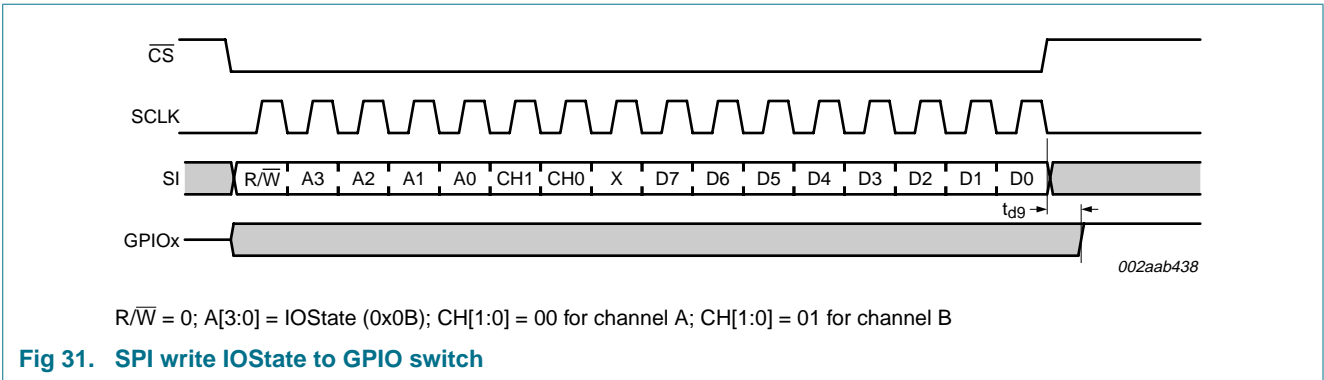 C̅S̅
SCLK
SI R/W̅ A3 A2 A1 A0 CH1 CH0 X D7 D6 D5 D4 D3 D2 D1 D0
td9
GPIOx
002aab438
R/W̅ = 0; A[3:0] = IOState (0x0B); CH[1:0] = 00 for channel A; CH[1:0] = 01 for channel B
Fig 31. SPI write IOState to GPIO switch